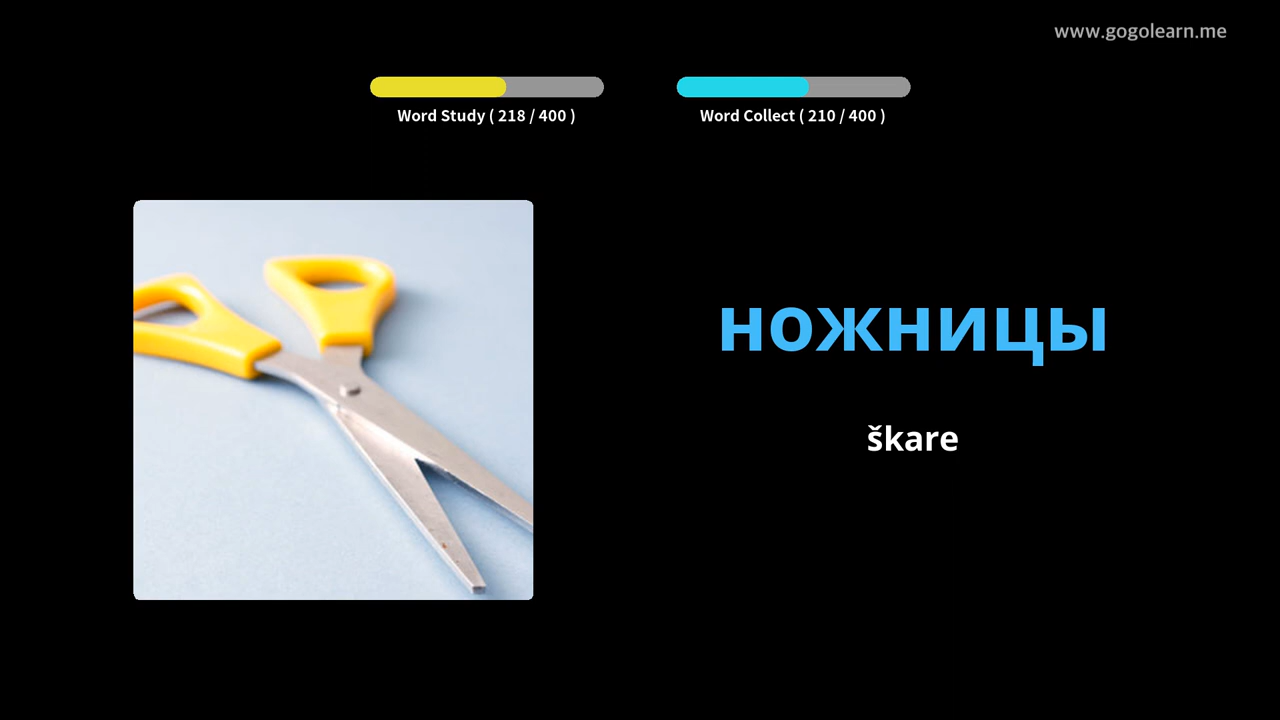 www.gogolearn.me
Word Study ( 218 / 400 )
Word Collect ( 210 / 400 )
ножницы
škare